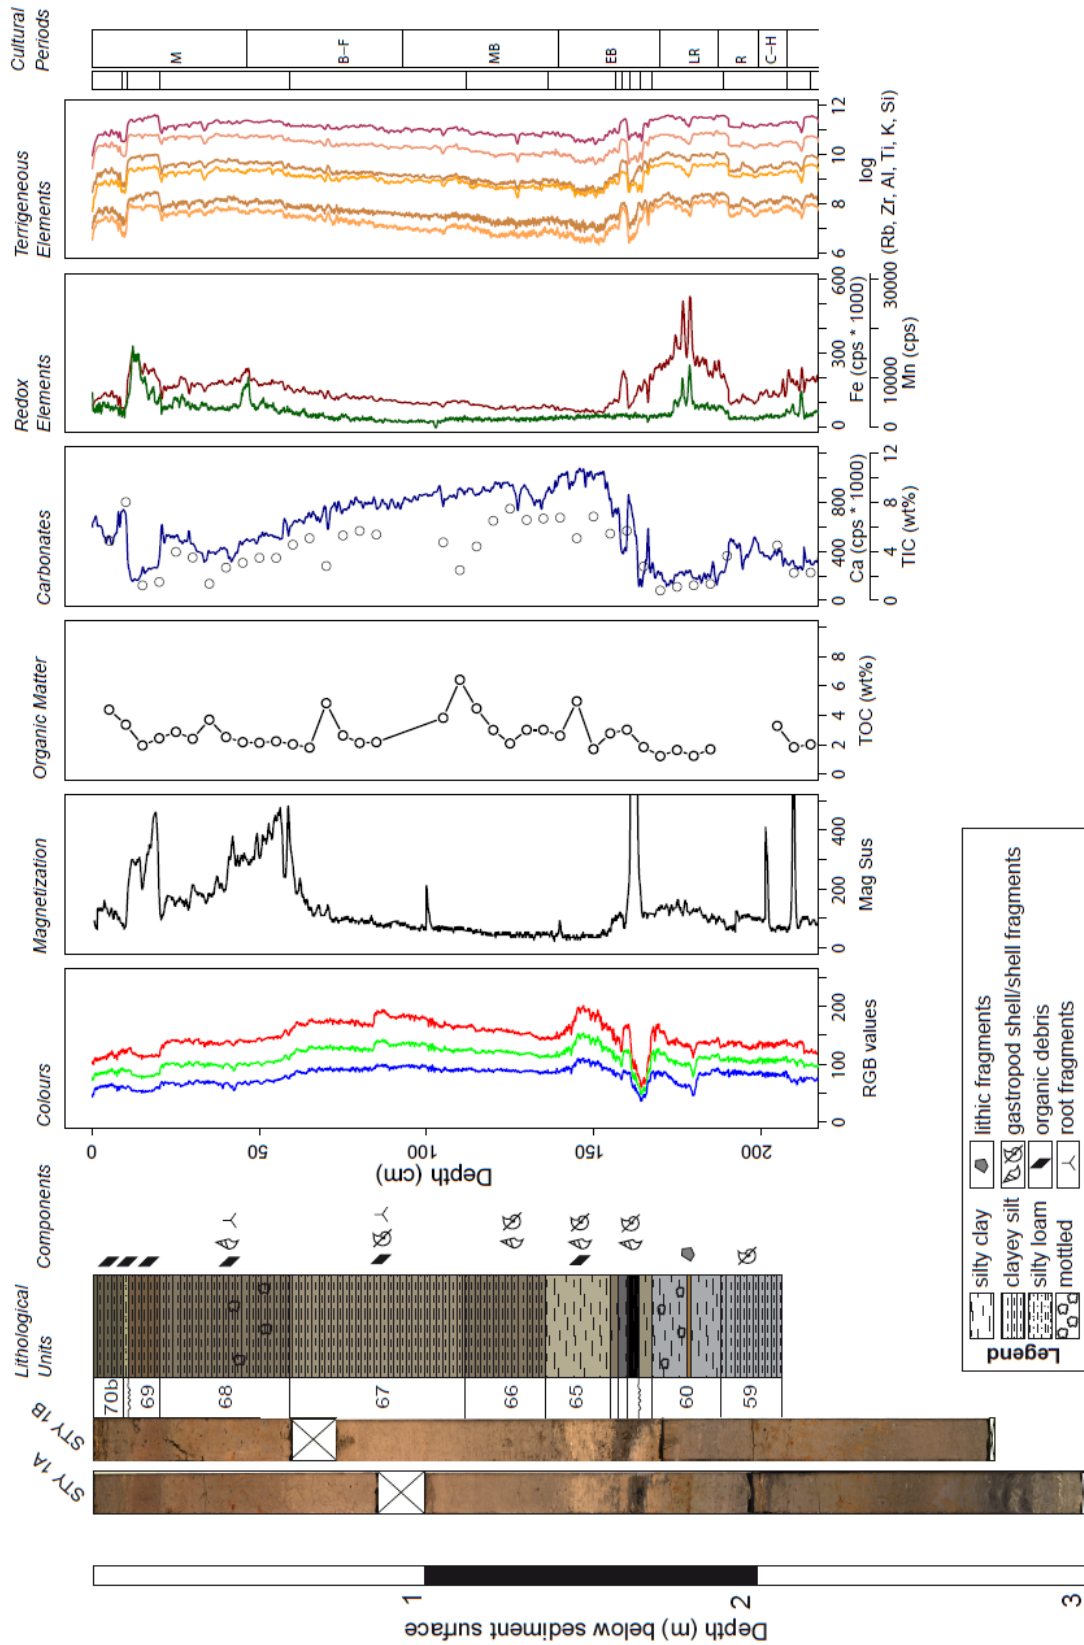 Cultural
Periods
M
B-F
MB
EB
LR
R
C-H
Terrigeneous
Elements
6
8
10
12
log
(Rb, Zr, Al, Ti, K, Si)
Redox
Elements
0
300
600
Fe (cps * 1000)
0
10000
30000
Mn (cps)
Carbonates
0
400
800
Ca (cps * 1000)
0
4
8
12
TIC (wt%)
Organic Matter
0
2
4
6
8
TOC (wt%)
Magnetization
0
200
400
Mag Sus
Colours
0
100
200
RGB values
0
50
100
150
200
Depth (cm)
Components
Lithological
Units
70b
69
68
67
66
65
60
59
STY 1B
STY 1A
1
2
3
Depth (m) below sediment surface
Legend
silty clay
clayey silt
silty loam
mottled
lithic fragments
gastropod shell/shell fragments
organic debris
root fragments